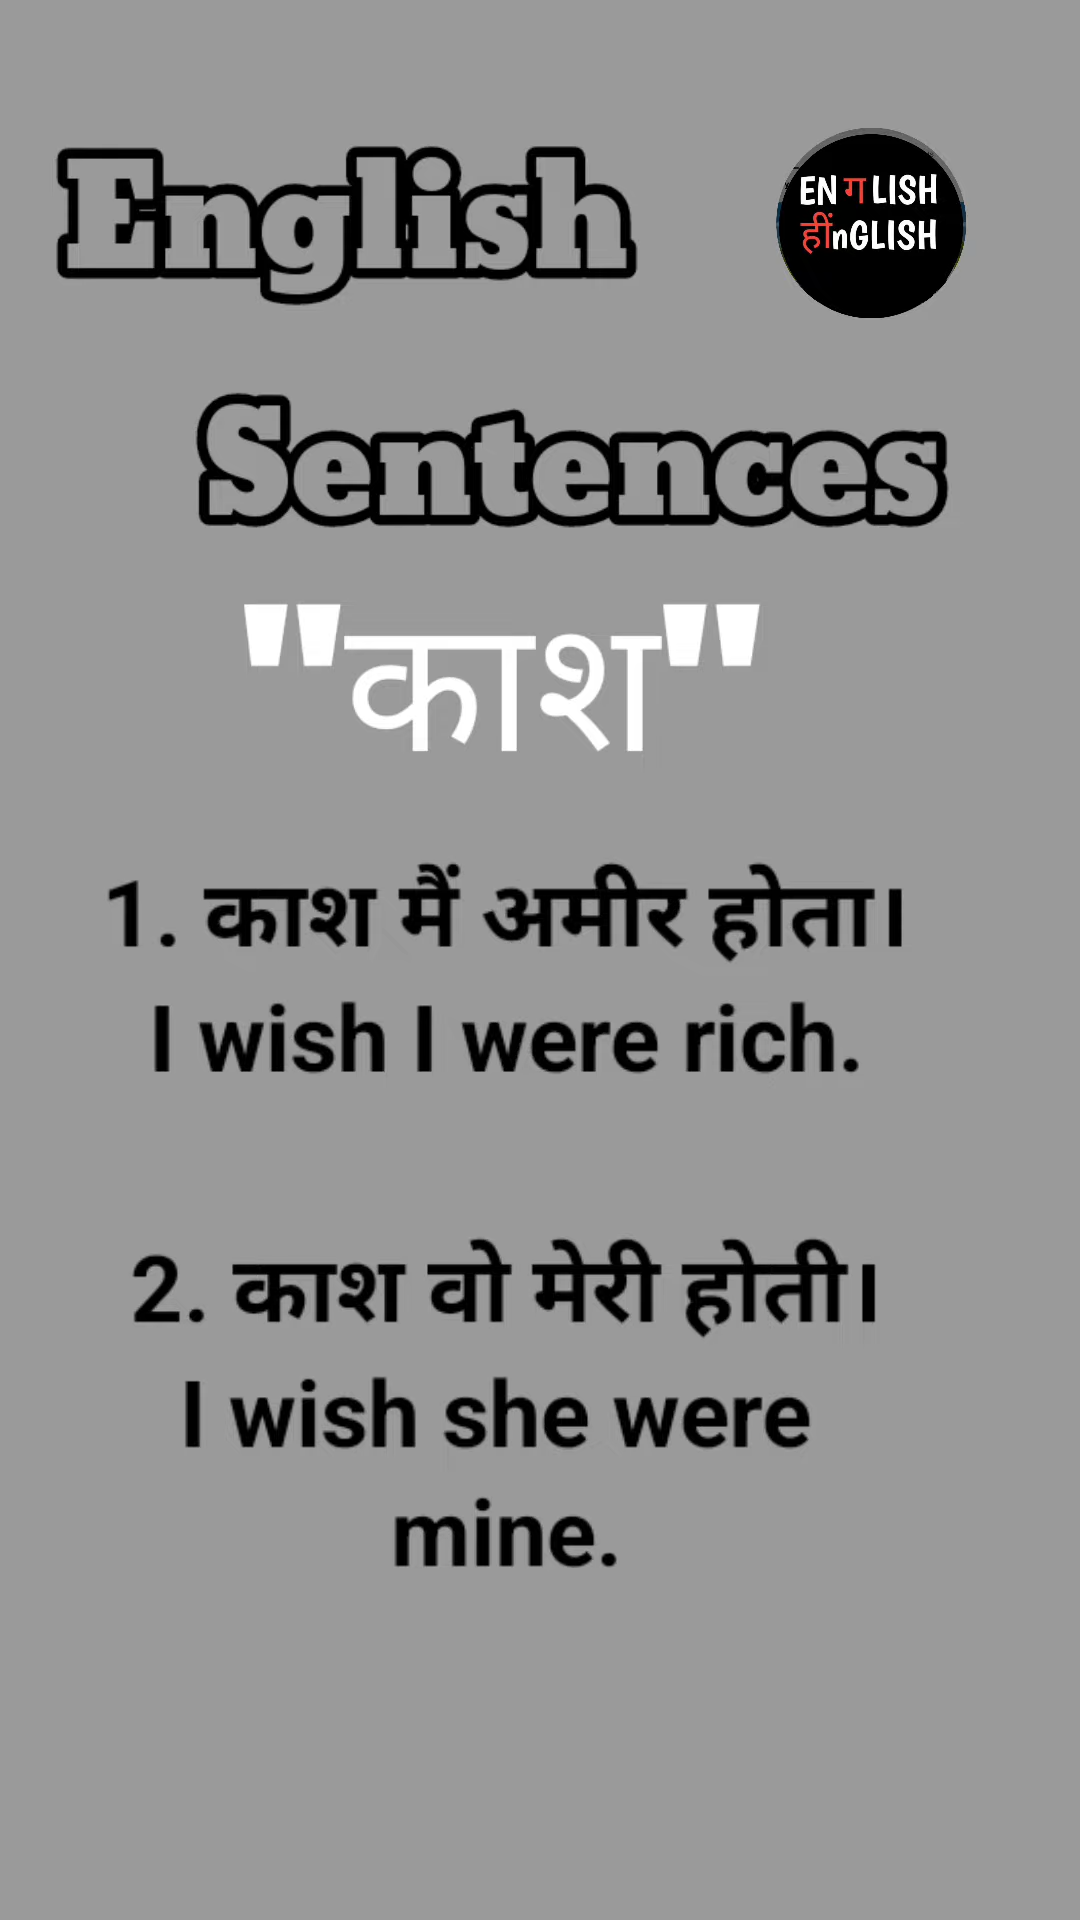 English
ENगLISH
हींnGLISH
Sentences
"काश"
1. काश मैं अमीर होता।
I wish I were rich.
2. काश वो मेरी होती।
I wish she were
mine.